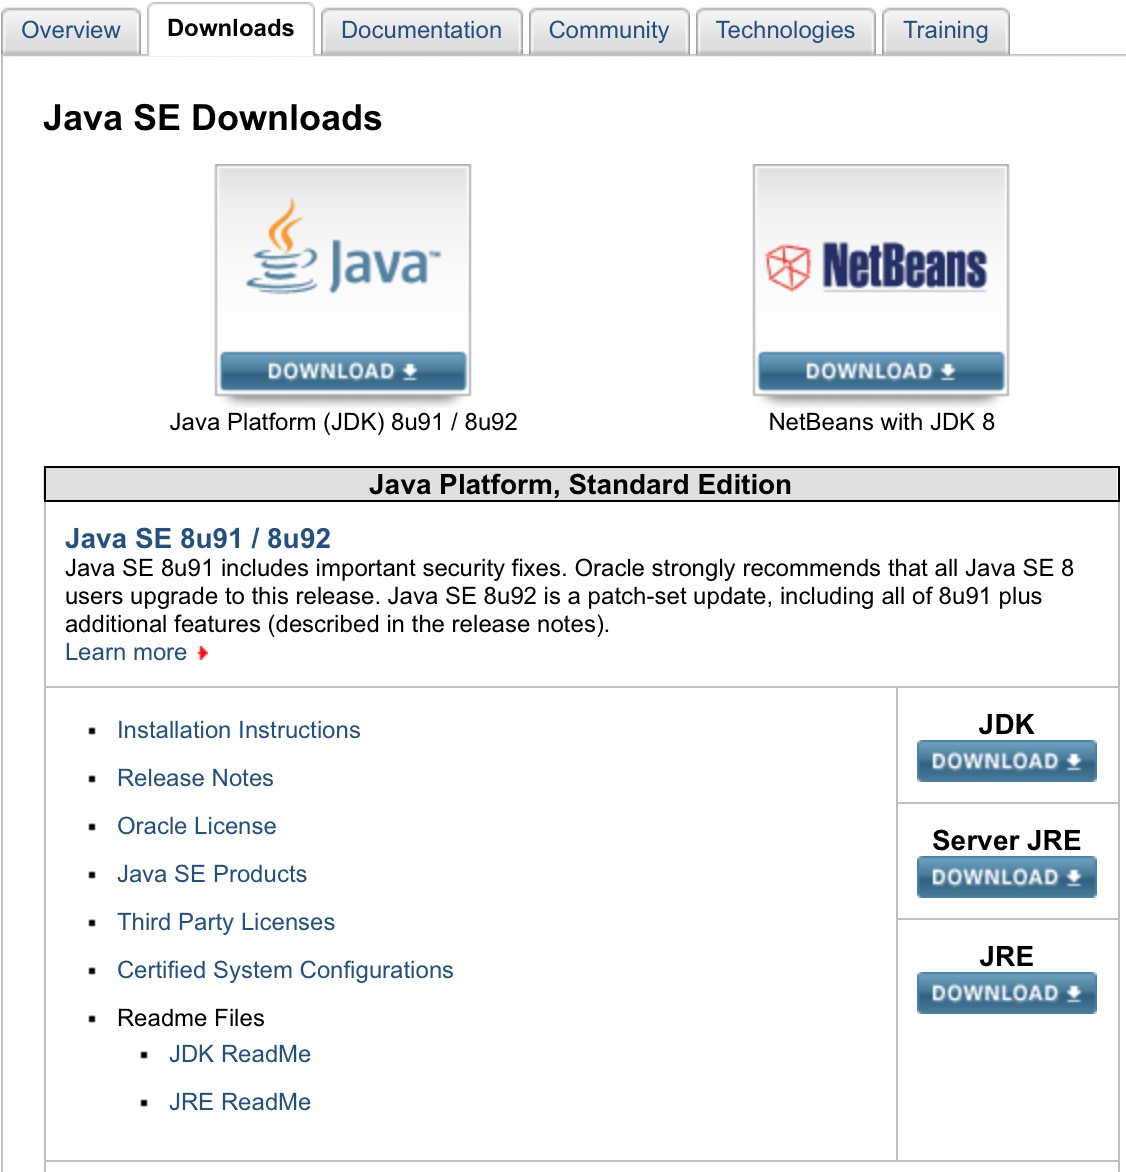 Overview Downloads Documentation Community Technologies Training
Java SE Downloads
Java™ NetBeans
DOWNLOAD DOWNLOAD
Java Platform (JDK) 8u91 / 8u92 NetBeans with JDK 8
Java Platform, Standard Edition
Java SE 8u91 / 8u92
Java SE 8u91 includes important security fixes. Oracle strongly recommends that all Java SE 8
users upgrade to this release. Java SE 8u92 is a patch-set update, including all of 8u91 plus
additional features (described in the release notes).
Learn more
Installation Instructions
Release Notes
Oracle License
Java SE Products
Third Party Licenses
Certified System Configurations
Readme Files
JDK ReadMe
JRE ReadMe
JDK
DOWNLOAD
Server JRE
DOWNLOAD
JRE
DOWNLOAD